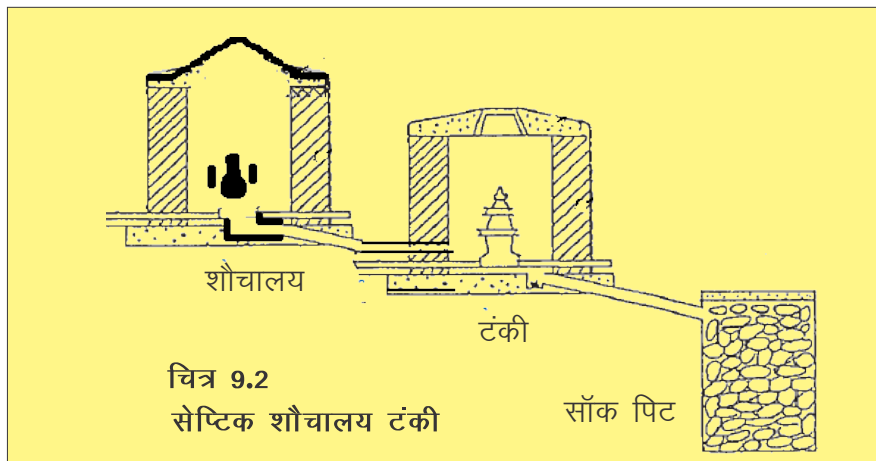 शौचालय
टंकी
सॉक पिट
चित्र 9.2
सेप्टिक शौचालय टंकी